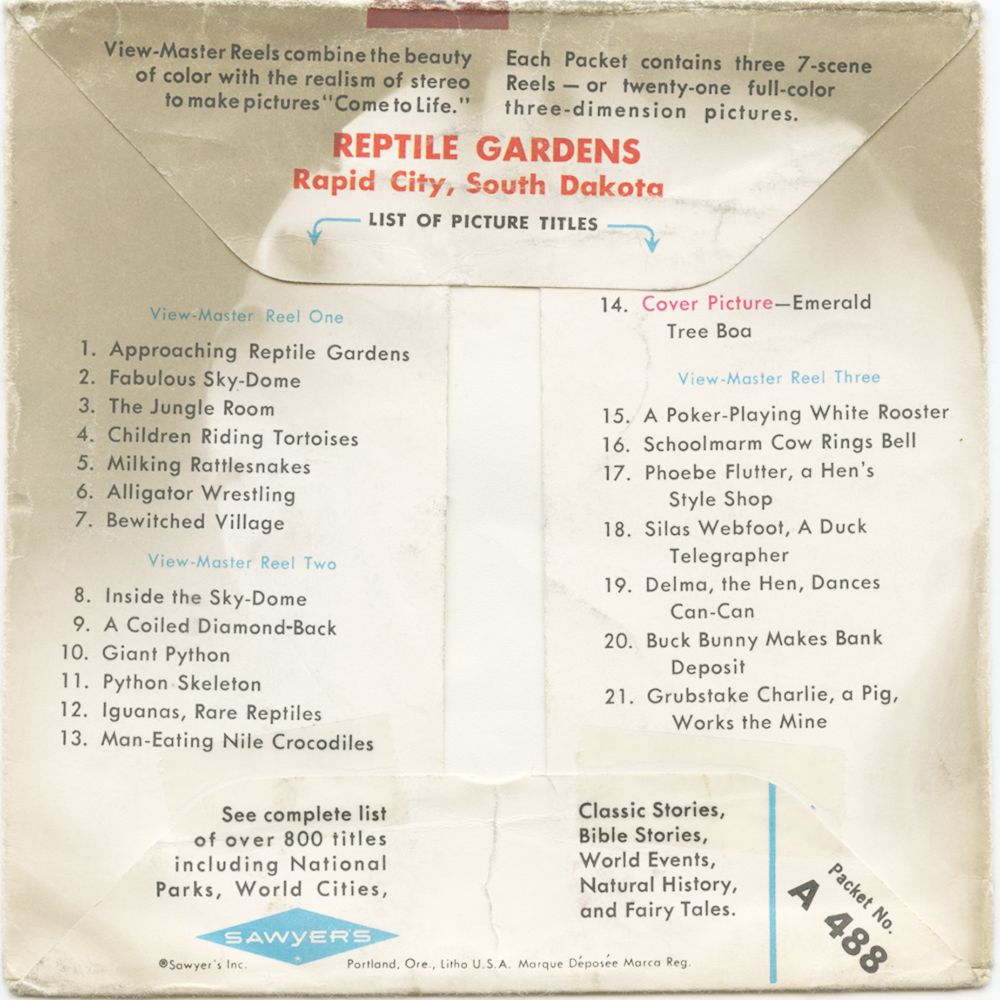 View-Master Reels combine the beauty
of color with the realism of stereo
to make pictures "Come to Life."
Each Packet contains three 7-scene
Reels — or twenty-one full-color
three-dimension pictures.
REPTILE GARDENS
Rapid City, South Dakota
LIST OF PICTURE TITLES
View-Master Reel One
1. Approaching Reptile Gardens
2. Fabulous Sky-Dome
3. The Jungle Room
4. Children Riding Tortoises
5. Milking Rattlesnakes
6. Alligator Wrestling
7. Bewitched Village
View-Master Reel Two
8. Inside the Sky-Dome
9. A Coiled Diamond-Back
10. Giant Python
11. Python Skeleton
12. Iguanas, Rare Reptiles
13. Man-Eating Nile Crocodiles
14. Cover Picture—Emerald
Tree Boa
View-Master Reel Three
15. A Poker-Playing White Rooster
16. Schoolmarm Cow Rings Bell
17. Phoebe Flutter, a Hen's
Style Shop
18. Silas Webfoot, A Duck
Telegrapher
19. Delma, the Hen, Dances
Can-Can
20. Buck Bunny Makes Bank
Deposit
21. Grubstake Charlie, a Pig,
Works the Mine
See complete list
of over 800 titles
including National
Parks, World Cities,
Classic Stories,
Bible Stories,
World Events,
Natural History,
and Fairy Tales.
SAWYER'S
®Sawyer's Inc.
Portland, Ore., Litho U.S.A. Marque Déposée Marca Reg.
Packet No.
A 488